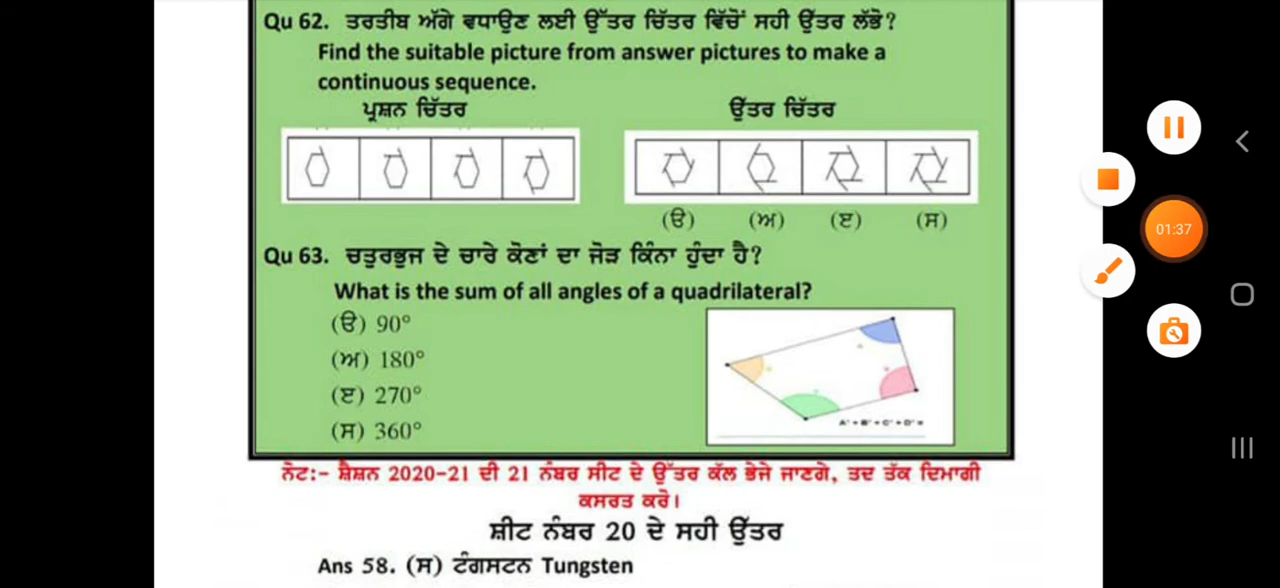 Qu 62. ਤਰਤੀਬ ਅੱਗੇ ਵਧਾਉਣ ਲਈ ਉੱਤਰ ਚਿੱਤਰ ਵਿੱਚੋਂ ਸਹੀ ਉੱਤਰ ਲੱਭੋ?
Find the suitable picture from answer pictures to make a
continuous sequence.
ਪ੍ਰਸ਼ਨ ਚਿੱਤਰ ਉੱਤਰ ਚਿੱਤਰ
(ੳ) (ਅ) (ੲ) (ਸ)
Qu 63. ਚਤੁਰਭੁਜ ਦੇ ਚਾਰੇ ਕੋਣਾਂ ਦਾ ਜੋੜ ਕਿੰਨਾ ਹੁੰਦਾ ਹੈ?
What is the sum of all angles of a quadrilateral?
(ੳ) 90°
(ਅ) 180°
(ੲ) 270°
(ਸ) 360°
A° + B° + C° + D° =
ਨੋਟ:- ਸ਼ੈਸ਼ਨ 2020-21 ਦੀ 21 ਨੰਬਰ ਸੀਟ ਦੇ ਉੱਤਰ ਕੱਲ ਭੇਜੇ ਜਾਣਗੇ, ਤਦ ਤੱਕ ਦਿਮਾਗੀ
ਕਸਰਤ ਕਰੋ।
ਸ਼ੀਟ ਨੰਬਰ 20 ਦੇ ਸਹੀ ਉੱਤਰ
Ans 58. (ਸ) ਟੰਗਸਟਨ Tungsten
01:37